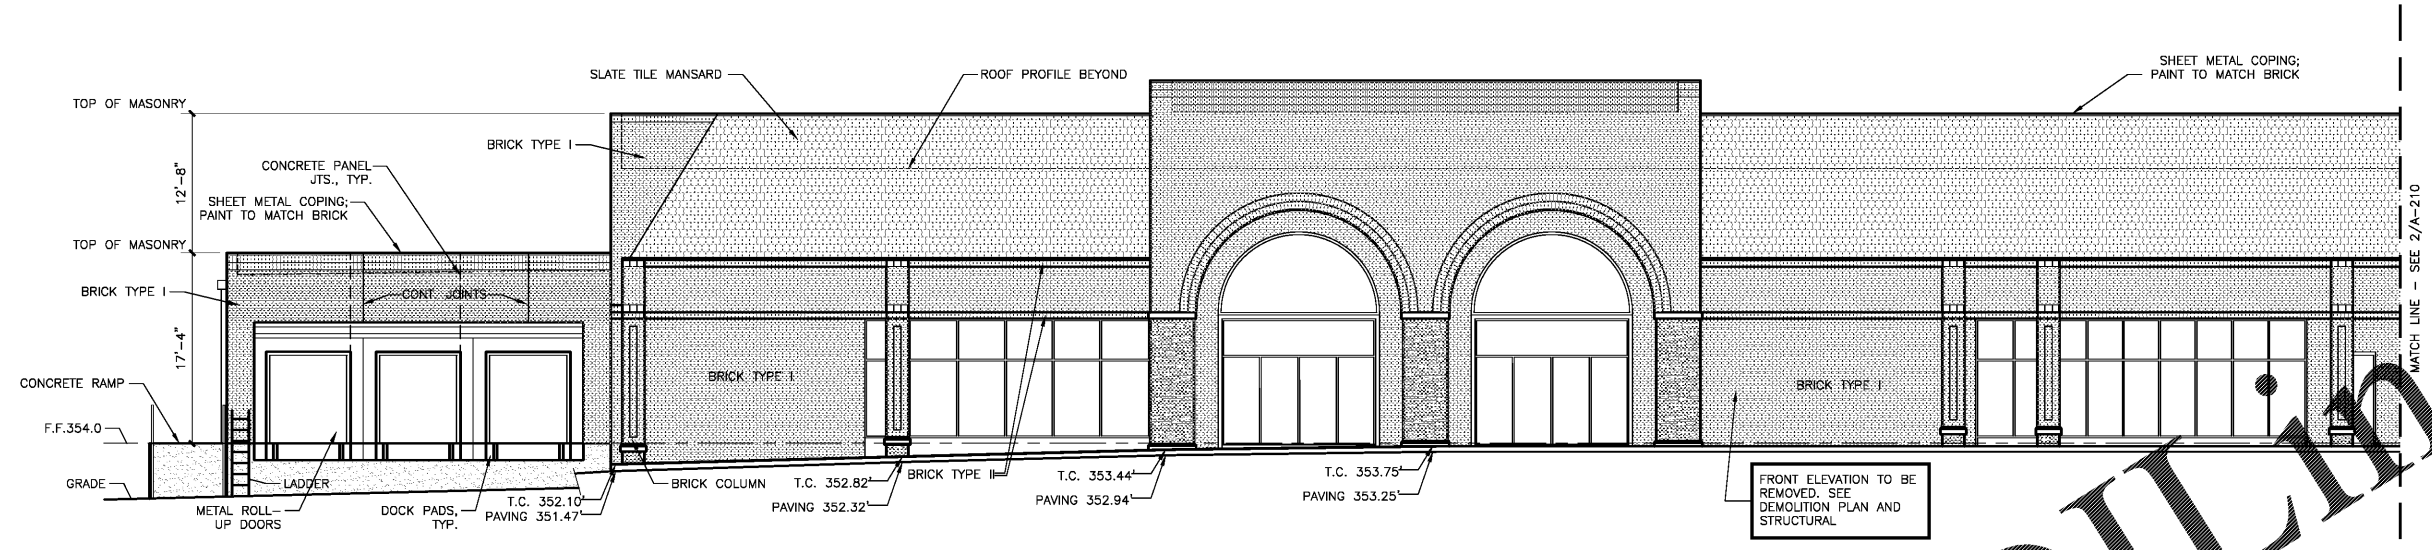 SLATE TILE MANSARD
ROOF PROFILE BEYOND
SHEET METAL COPING;
PAINT TO MATCH BRICK
TOP OF MASONRY
BRICK TYPE I
CONCRETE PANEL
JTS., TYP.
12'-8"
SHEET METAL COPING;
PAINT TO MATCH BRICK
TOP OF MASONRY
BRICK TYPE I
CONT. JOINTS
17'-4"
BRICK TYPE I
BRICK TYPE I
CONCRETE RAMP
F.F.354.0
GRADE
LADDER
METAL ROLL-
UP DOORS
DOCK PADS,
TYP.
T.C. 352.10'
PAVING 351.47'
BRICK COLUMN
T.C. 352.82'
PAVING 352.32'
BRICK TYPE II
T.C. 353.44'
PAVING 352.94'
T.C. 353.75'
PAVING 353.25'
FRONT ELEVATION TO BE
REMOVED. SEE
DEMOLITION PLAN AND
STRUCTURAL
MATCH LINE - SEE 2/A-210